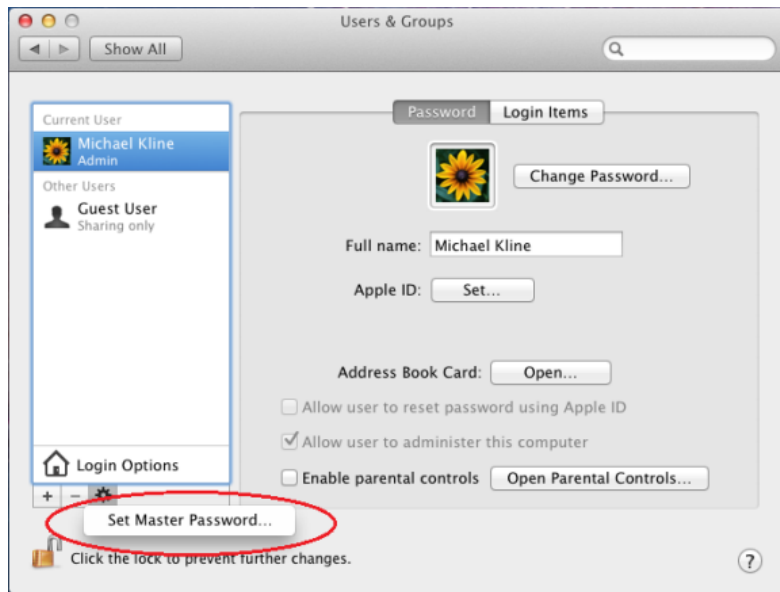 Users & Groups
Show All
Current User
Michael Kline
Admin
Other Users
Guest User
Sharing only
Login Options
+ -
Set Master Password...
Click the lock to prevent further changes.
Password Login Items
Change Password...
Full name: Michael Kline
Apple ID: Set...
Address Book Card: Open...
Allow user to reset password using Apple ID
Allow user to administer this computer
Enable parental controls Open Parental Controls...
?